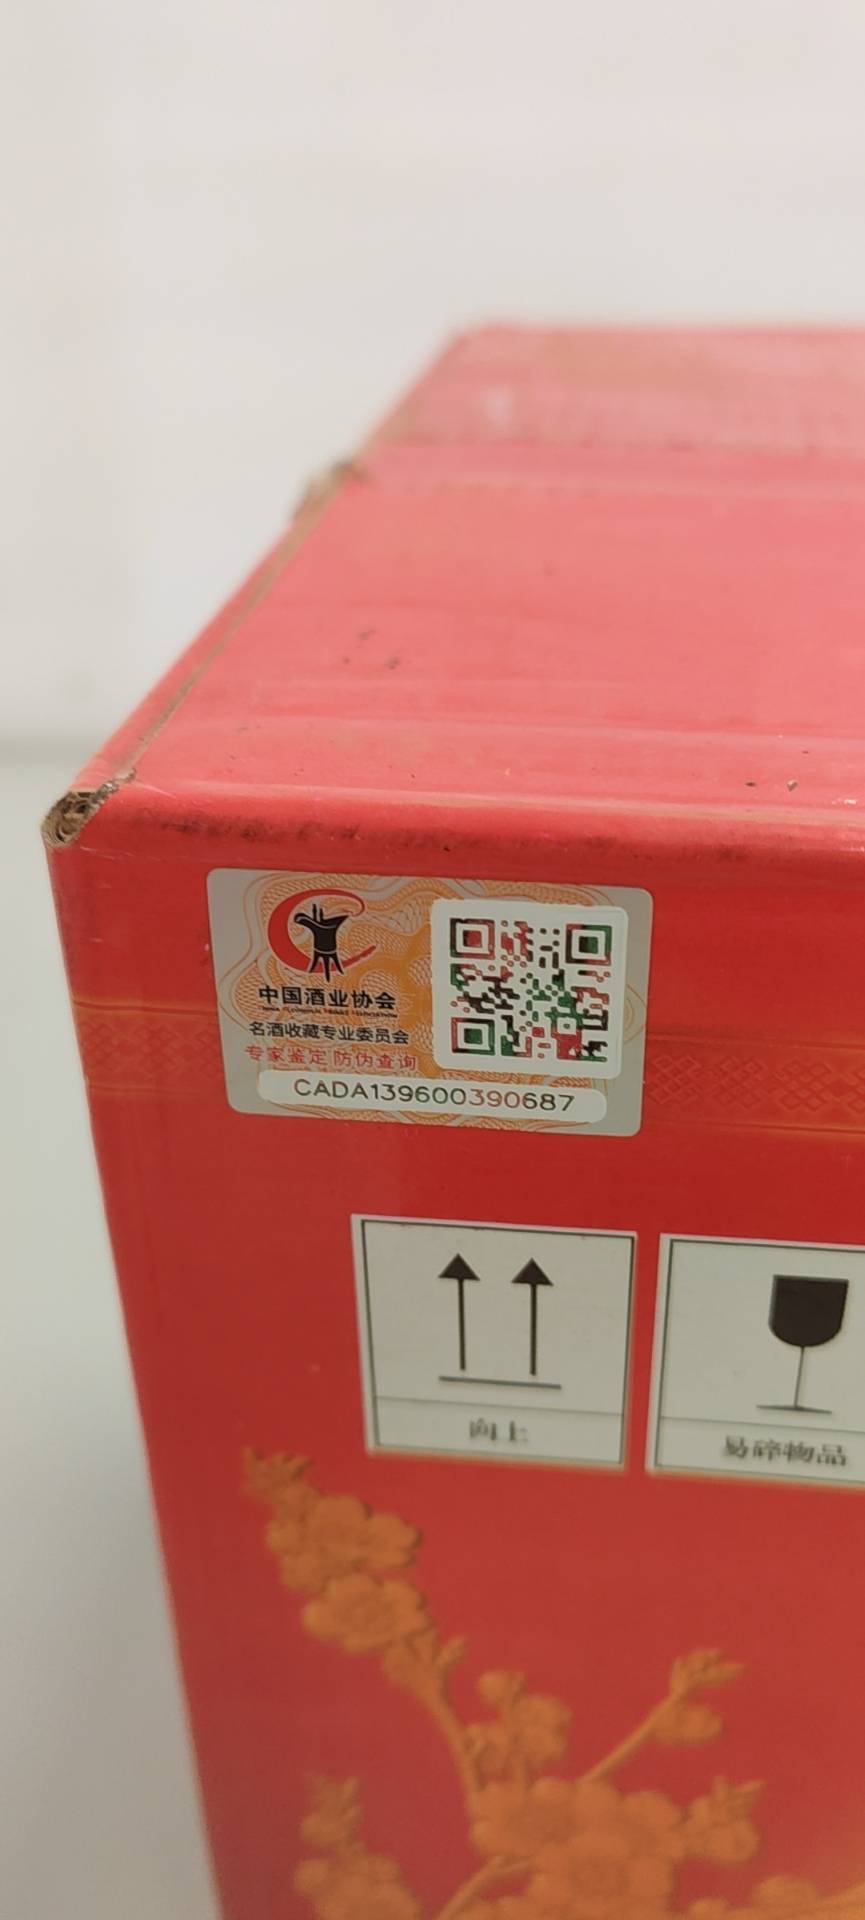 中国酒业协会
名酒收藏专业委员会
专家鉴定 防伪查询
CADA139600390687
向上
易碎物品